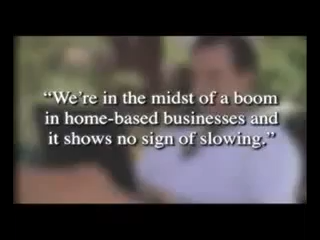 “We’re in the midst of a boom
in home-based businesses and
it shows no sign of slowing.”